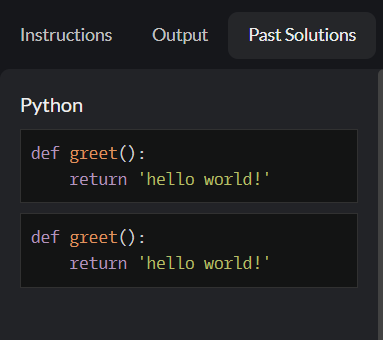 Instructions Output Past Solutions
Python
def greet():
    return 'hello world!'
def greet():
    return 'hello world!'